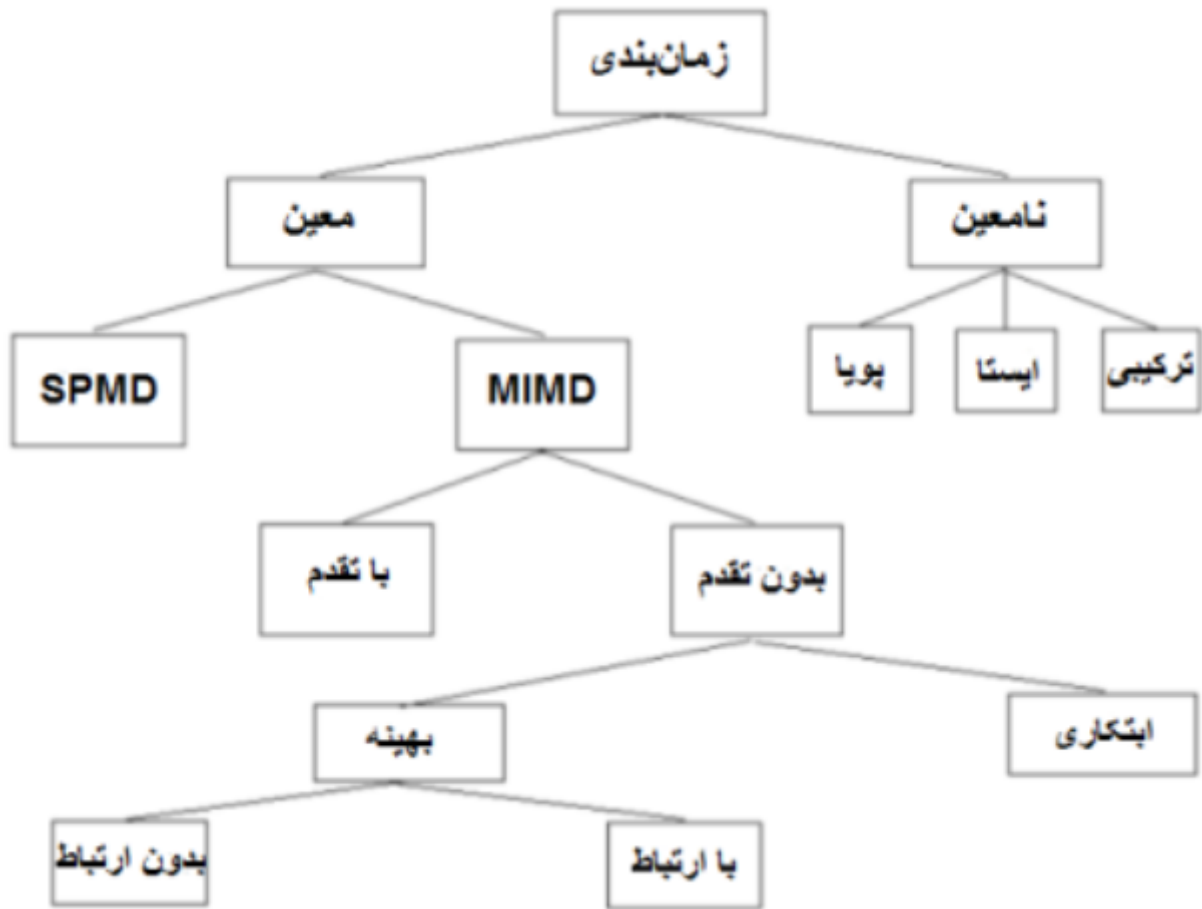 زمان‌بندی
معین
نامعین
SPMD
MIMD
پویا
ایستا
ترکیبی
با تقدم
بدون تقدم
بهینه
ابتکاری
بدون ارتباط
با ارتباط